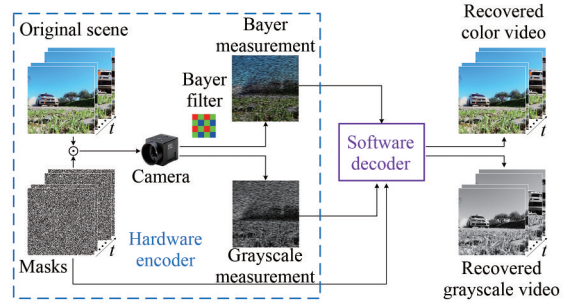 Original scene
t
Masks
t
Camera
Bayer
filter
Bayer
measurement
Grayscale
measurement
Hardware
encoder
Software
decoder
Recovered
color video
t
Recovered
grayscale video
t